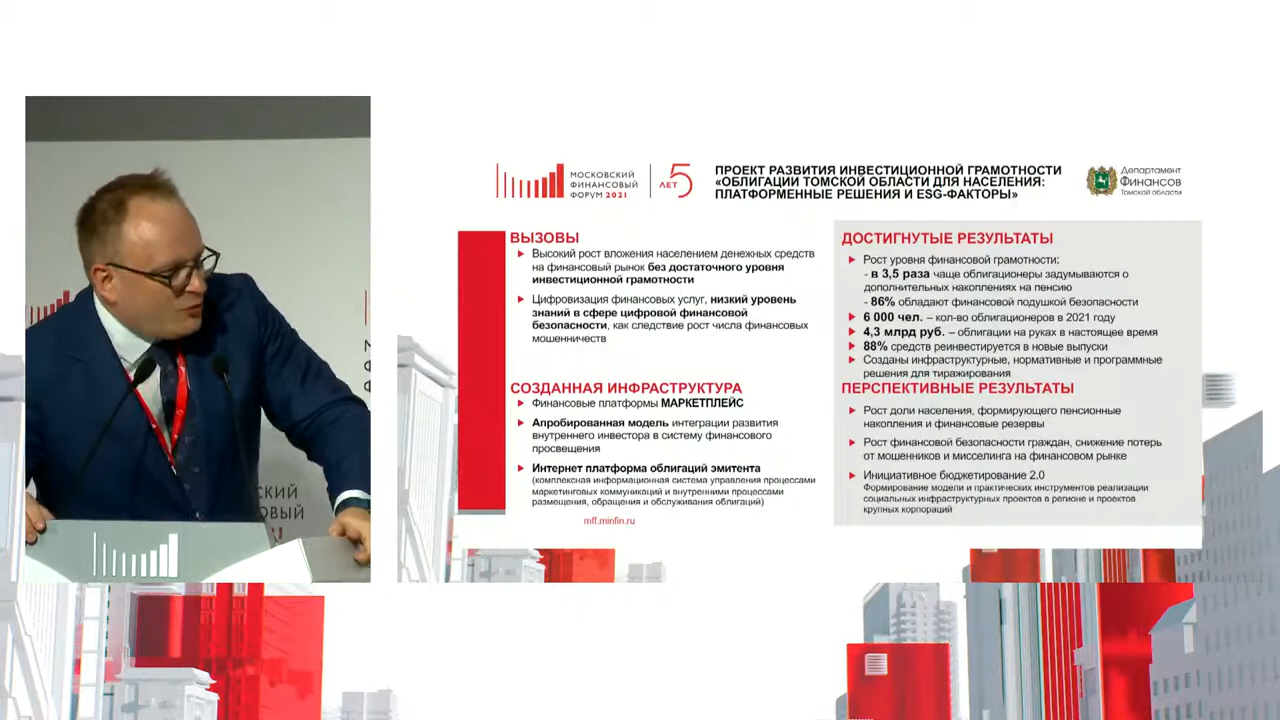 МОСКОВСКИЙ
ФИНАНСОВЫЙ
ФОРУМ 2021
5 ЛЕТ
ПРОЕКТ РАЗВИТИЯ ИНВЕСТИЦИОННОЙ ГРАМОТНОСТИ
«ОБЛИГАЦИИ ТОМСКОЙ ОБЛАСТИ ДЛЯ НАСЕЛЕНИЯ:
ПЛАТФОРМЕННЫЕ РЕШЕНИЯ И ESG-ФАКТОРЫ»
Департамент
Финансов
Томской области
ВЫЗОВЫ
Высокий рост вложения населением денежных средств
на финансовый рынок без достаточного уровня
инвестиционной грамотности
Цифровизация финансовых услуг, низкий уровень
знаний в сфере цифровой финансовой
безопасности, как следствие рост числа финансовых
мошенничеств
СОЗДАННАЯ ИНФРАСТРУКТУРА
Финансовые платформы МАРКЕТПЛЕЙС
Апробированная модель интеграции развития
внутреннего инвестора в систему финансового
просвещения
Интернет платформа облигаций эмитента
(комплексная информационная система управления процессами
маркетинговых коммуникаций и внутренними процессами
размещения, обращения и обслуживания облигаций)
mff.minfin.ru
ДОСТИГНУТЫЕ РЕЗУЛЬТАТЫ
Рост уровня финансовой грамотности:
- в 3,5 раза чаще облигационеры задумываются о
дополнительных накоплениях на пенсию
- 86% обладают финансовой подушкой безопасности
6 000 чел. – кол-во облигационеров в 2021 году
4,3 млрд руб. – облигации на руках в настоящее время
88% средств реинвестируется в новые выпуски
Созданы инфраструктурные, нормативные и программные
решения для тиражирования
ПЕРСПЕКТИВНЫЕ РЕЗУЛЬТАТЫ
Рост доли населения, формирующего пенсионные
накопления и финансовые резервы
Рост финансовой безопасности граждан, снижение потерь
от мошенников и мисселинга на финансовом рынке
Инициативное бюджетирование 2.0
Формирование модели и практических инструментов реализации
социальных инфраструктурных проектов в регионе и проектов
крупных корпораций